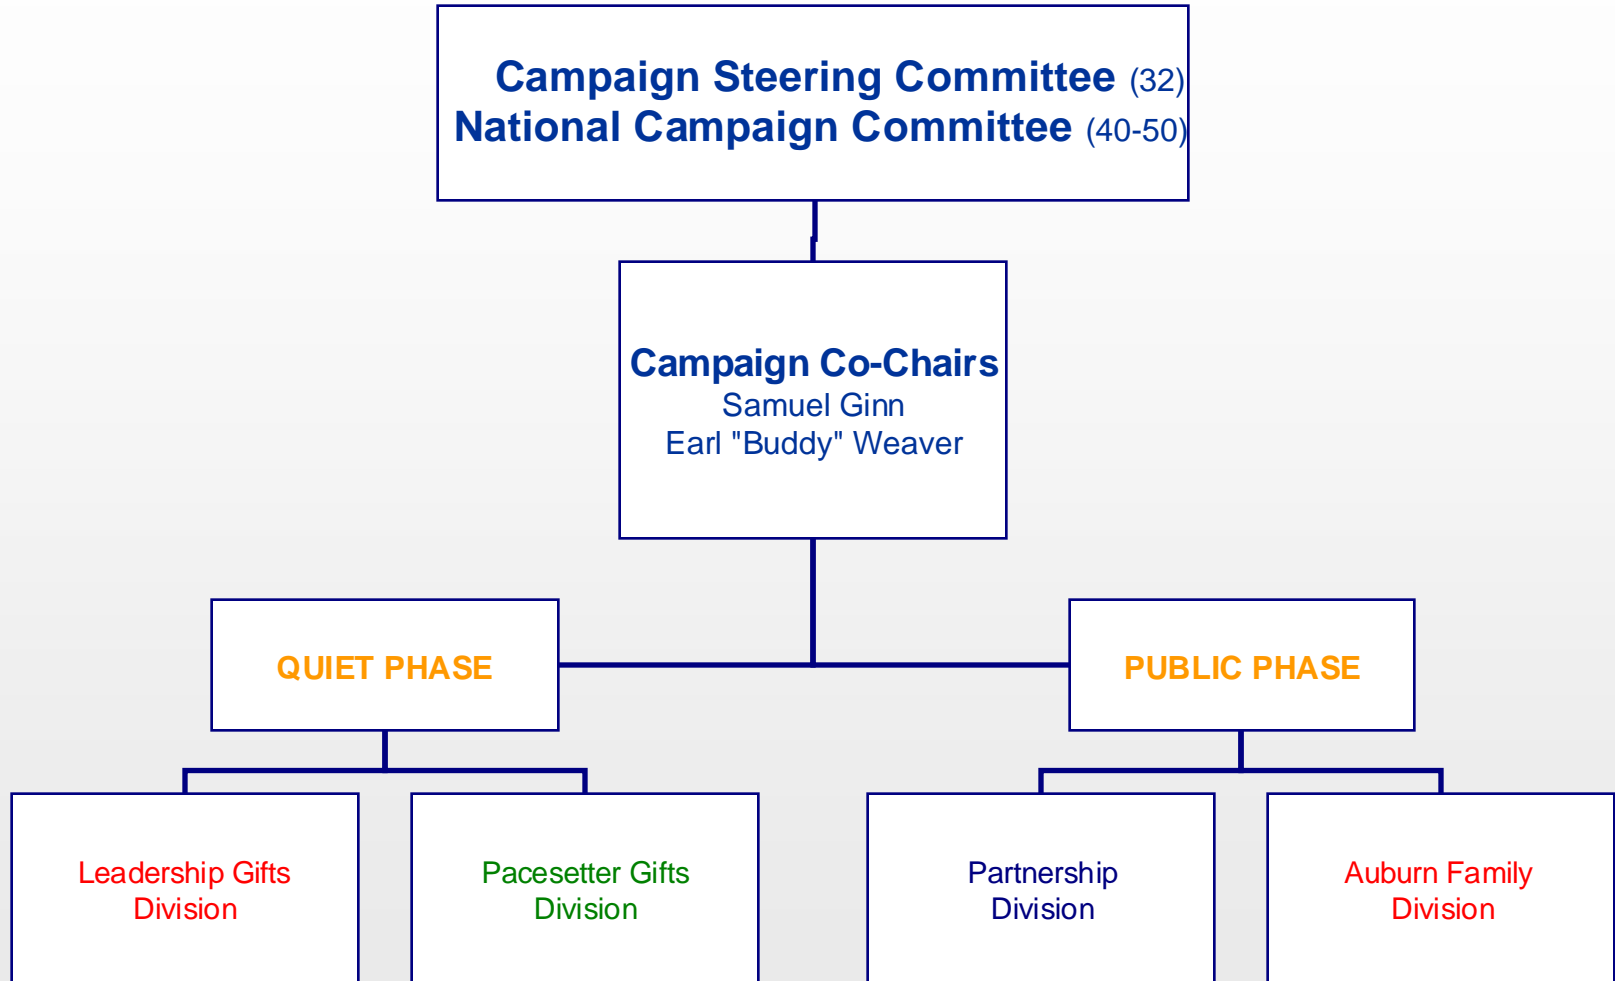 Campaign Steering Committee (32)
National Campaign Committee (40-50)
Campaign Co-Chairs
Samuel Ginn
Earl "Buddy" Weaver
QUIET PHASE
PUBLIC PHASE
Leadership Gifts
Division
Pacesetter Gifts
Division
Partnership
Division
Auburn Family
Division